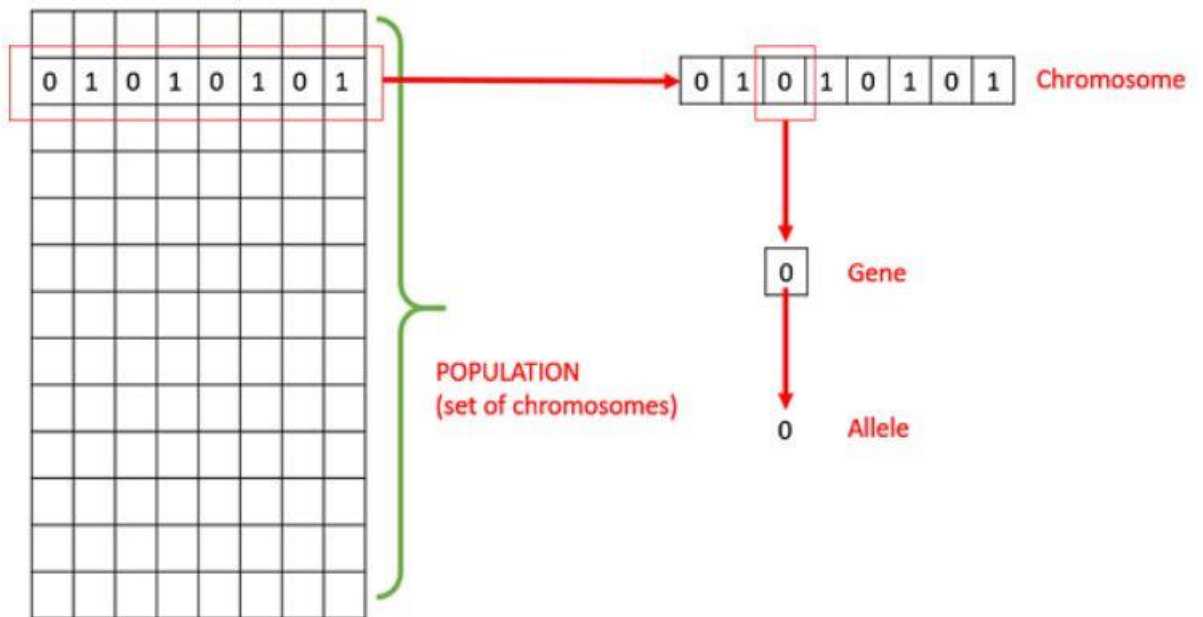 0 1 0 1 0 1 0 1
0 1 0 1 0 1 0 1 Chromosome
0 Gene
POPULATION
(set of chromosomes)
0 Allele